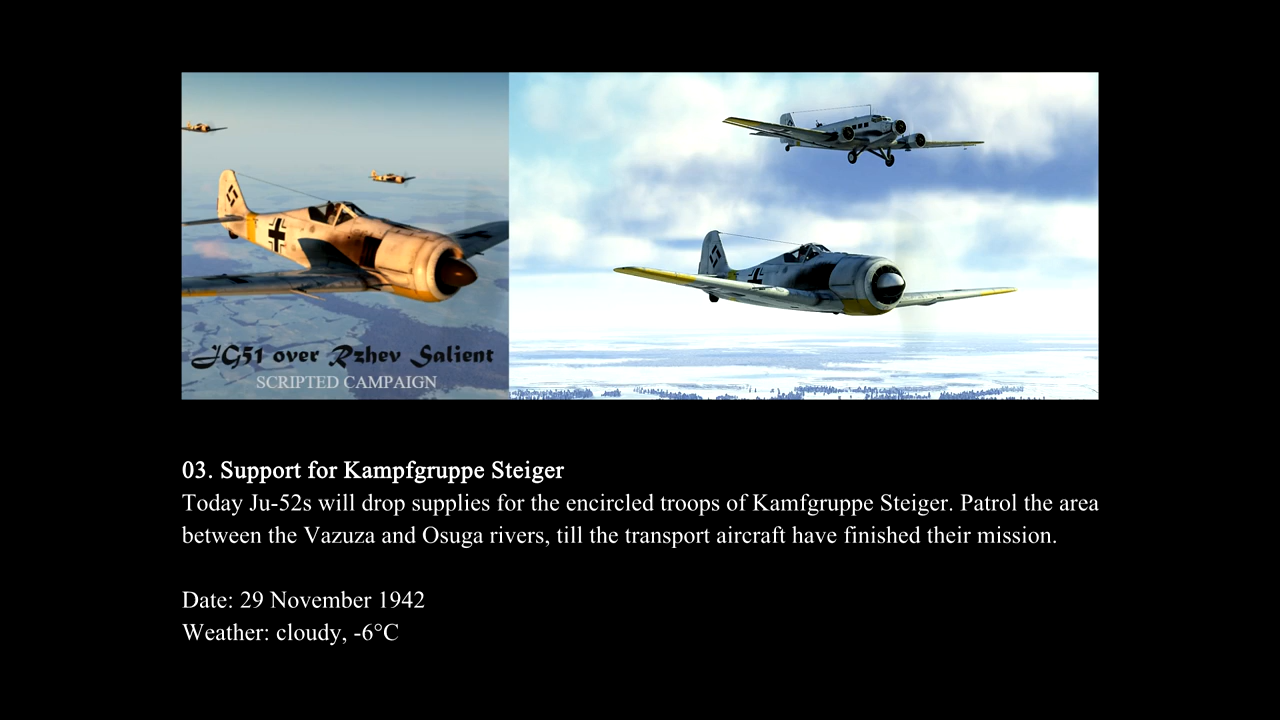 JG51 over Rzhev Salient
SCRIPTED CAMPAIGN
03. Support for Kampfgruppe Steiger
Today Ju-52s will drop supplies for the encircled troops of Kamfgruppe Steiger. Patrol the area
between the Vazuza and Osuga rivers, till the transport aircraft have finished their mission.
Date: 29 November 1942
Weather: cloudy, -6°C